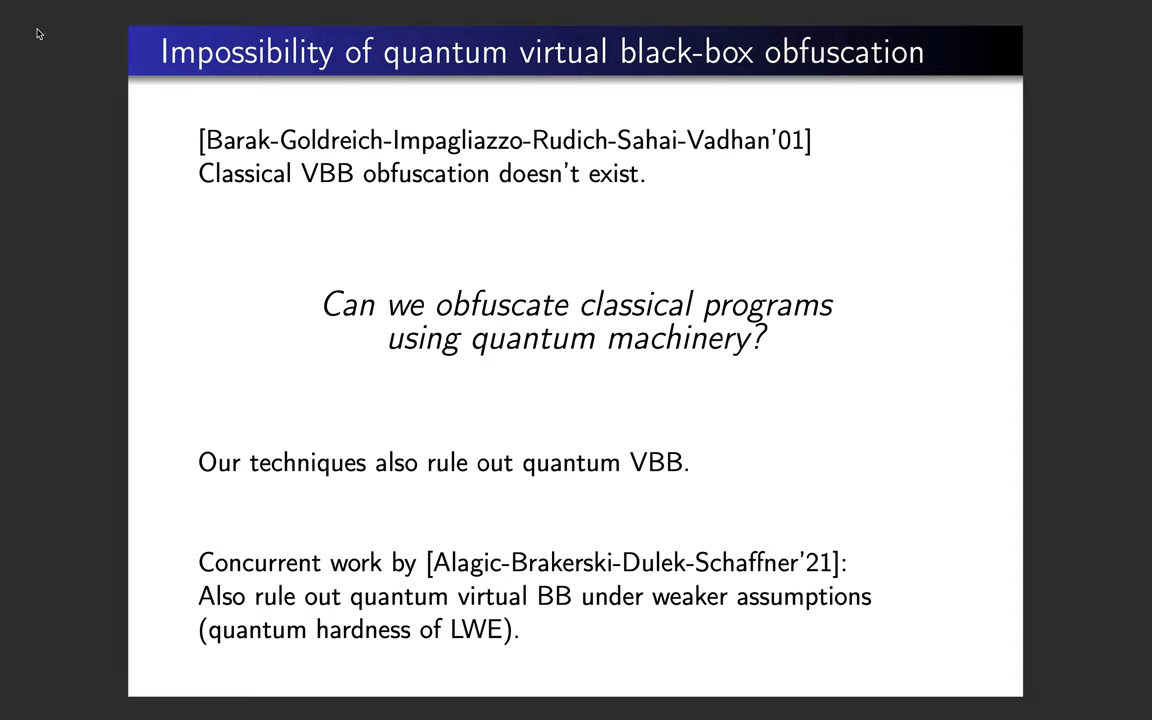 Impossibility of quantum virtual black-box obfuscation
[Barak-Goldreich-Impagliazzo-Rudich-Sahai-Vadhan'01]
Classical VBB obfuscation doesn't exist.
Can we obfuscate classical programs
using quantum machinery?
Our techniques also rule out quantum VBB.
Concurrent work by [Alagic-Brakerski-Dulek-Schaffner'21]:
Also rule out quantum virtual BB under weaker assumptions
(quantum hardness of LWE).